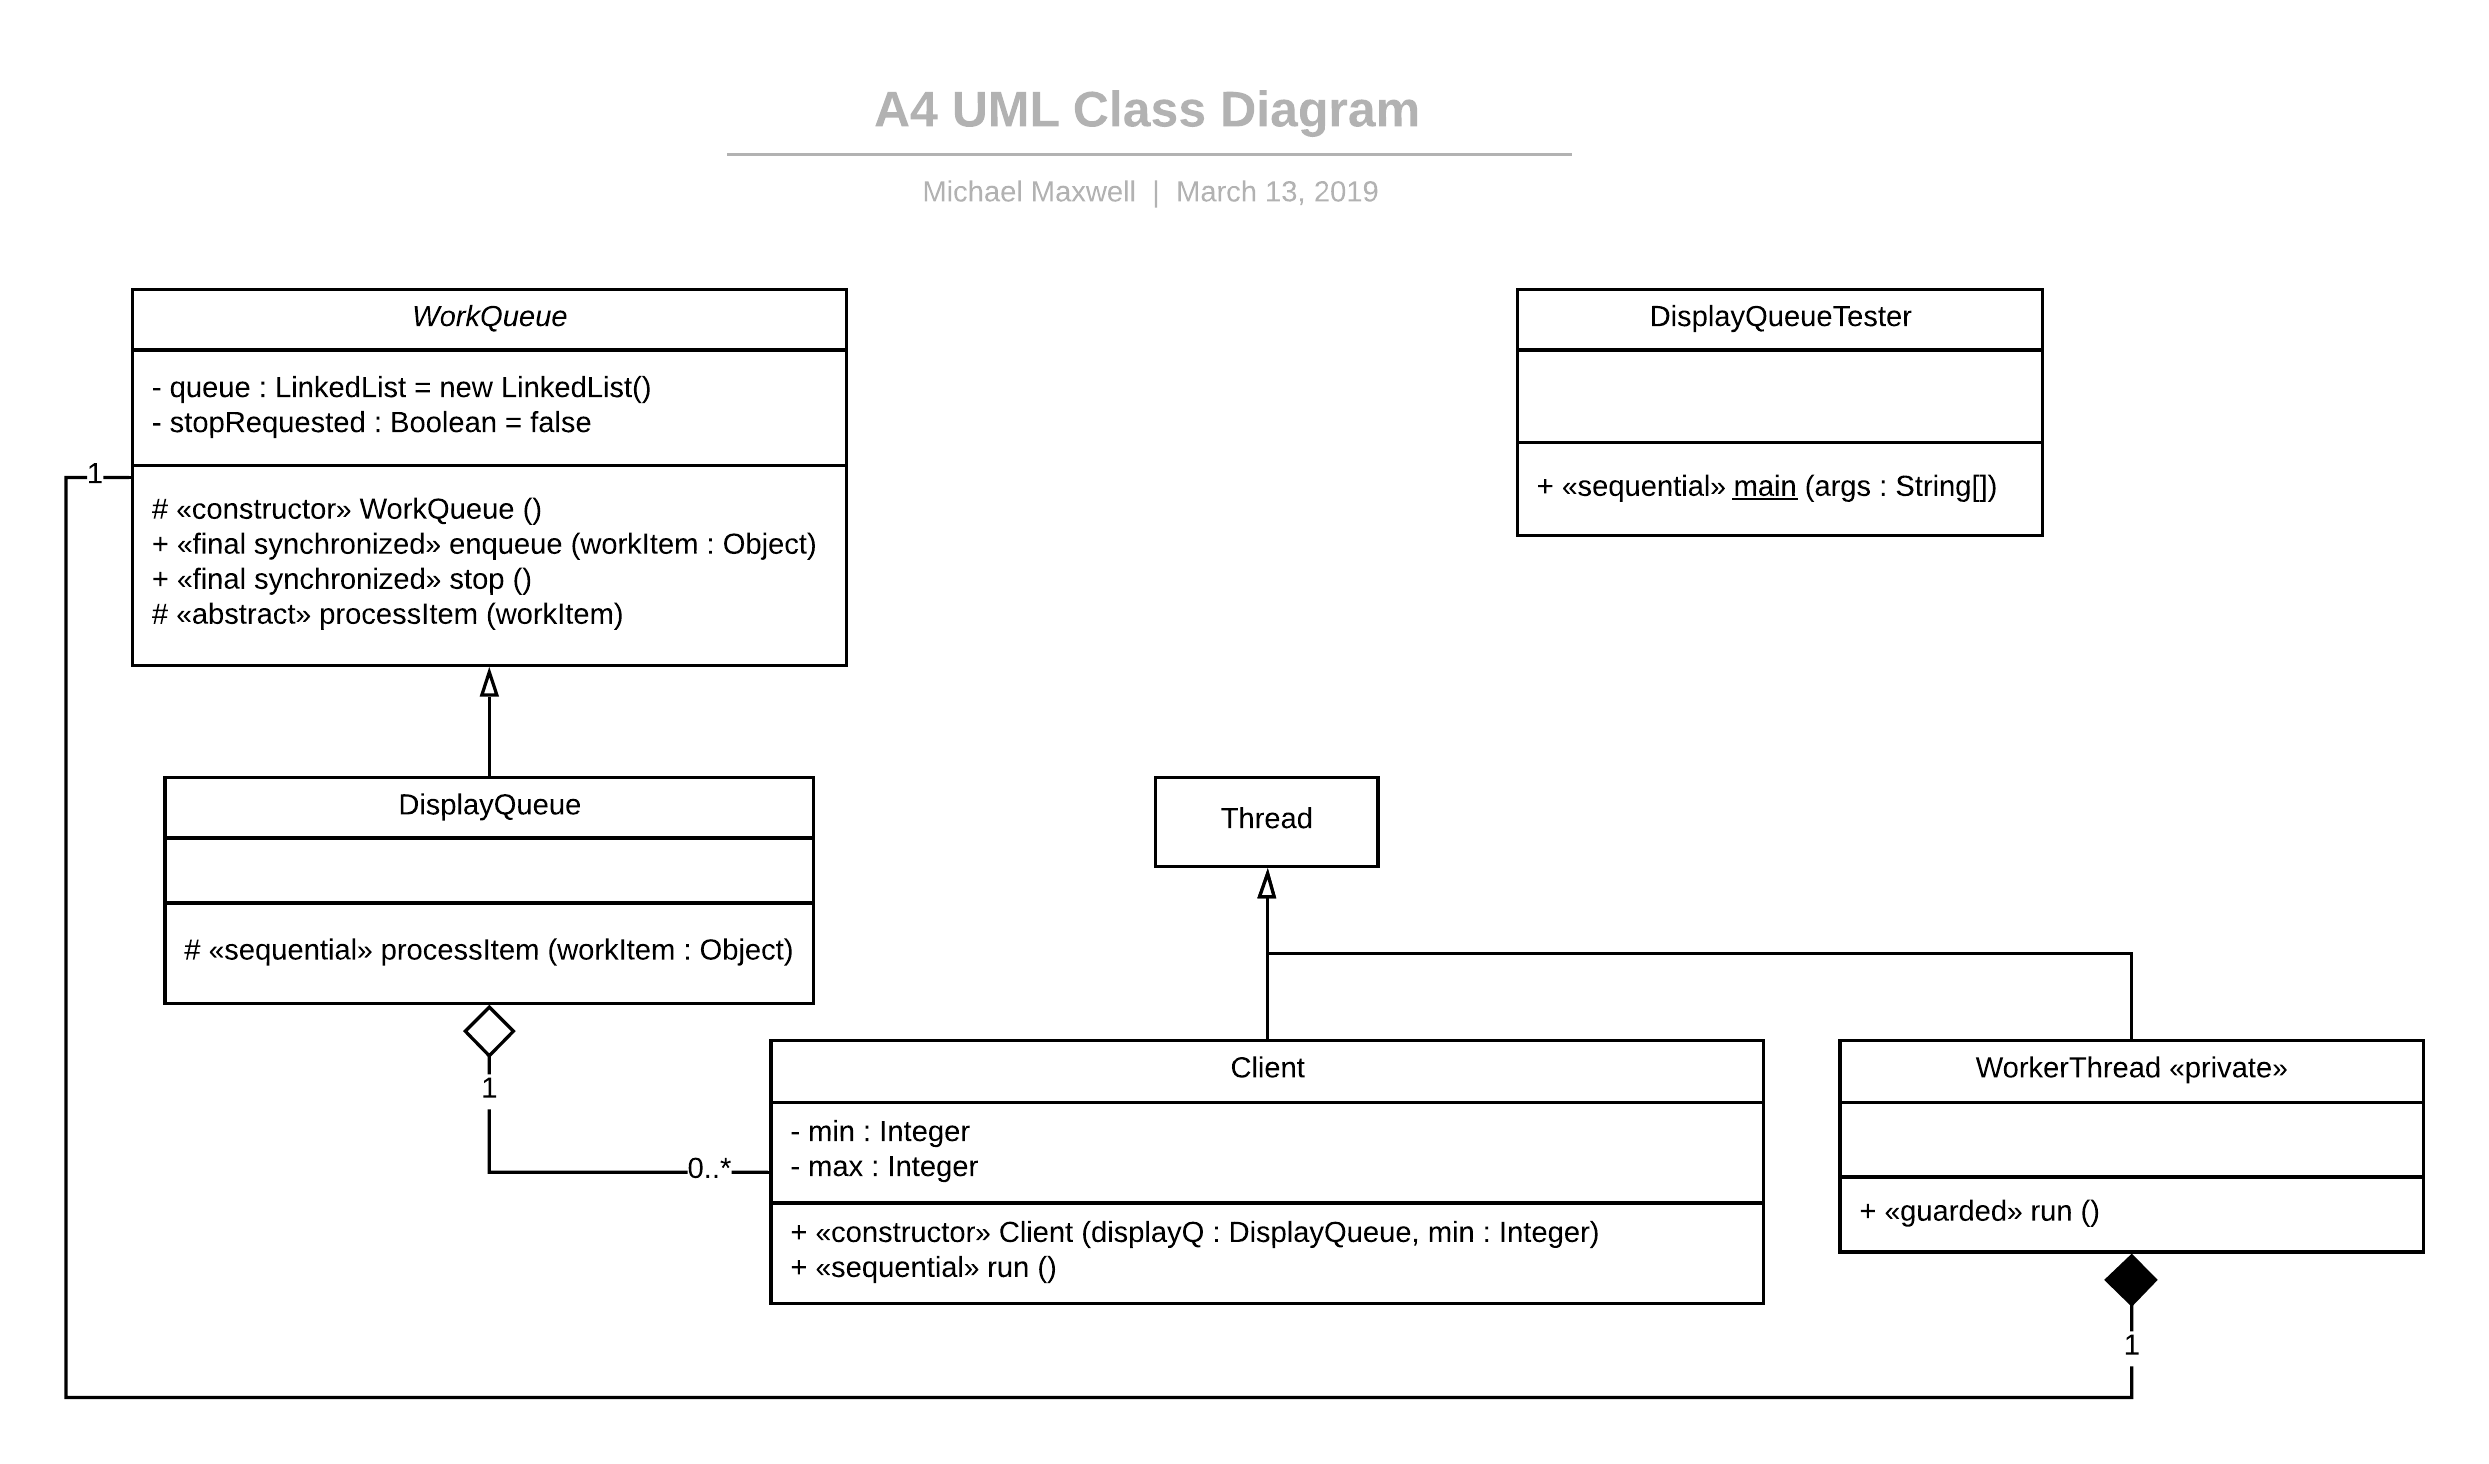 A4 UML Class Diagram
Michael Maxwell | March 13, 2019
WorkQueue
- queue : LinkedList = new LinkedList()
- stopRequested : Boolean = false
1
# «constructor» WorkQueue ()
+ «final synchronized» enqueue (workItem : Object)
+ «final synchronized» stop ()
# «abstract» processItem (workItem)
DisplayQueueTester
+ «sequential» main (args : String[])
DisplayQueue
# «sequential» processItem (workItem : Object)
1
0..*
Thread
Client
- min : Integer
- max : Integer
+ «constructor» Client (displayQ : DisplayQueue, min : Integer)
+ «sequential» run ()
WorkerThread «private»
+ «guarded» run ()
1